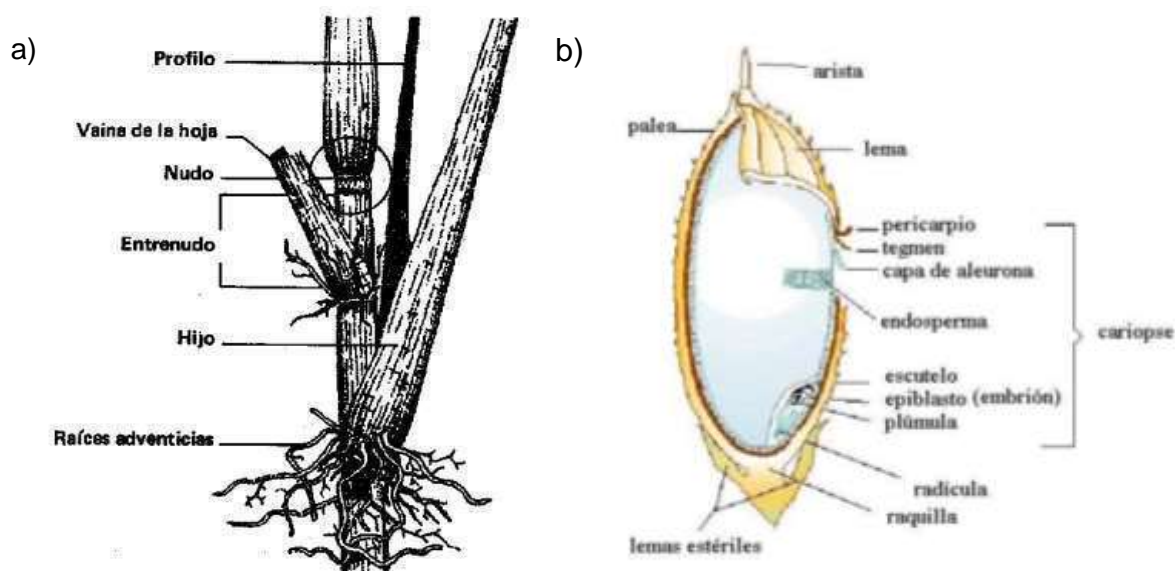 a)
Profilo
Vaina de la hoja
Nudo
Entrenudo
Hijo
Raíces adventicias
b)
arista
palea
lema
pericarpio
tegmen
capa de aleurona
endosperma
cariopse
escutelo
epiblasto (embrión)
plúmula
radícula
raquilla
lemas estériles